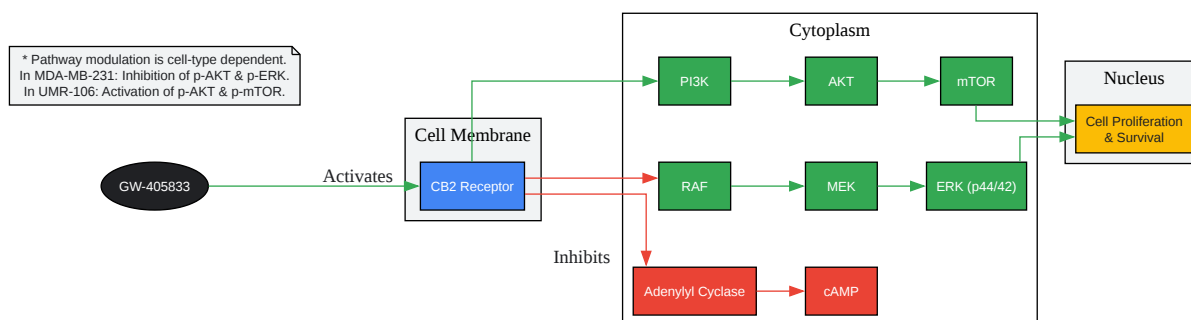 * Pathway modulation is cell-type dependent.
In MDA-MB-231: Inhibition of p-AKT & p-ERK.
In UMR-106: Activation of p-AKT & p-mTOR.
GW-405833
Activates
Cell Membrane
CB2 Receptor
Inhibits
Cytoplasm
PI3K
AKT
mTOR
RAF
MEK
ERK (p44/42)
Adenylyl Cyclase
cAMP
Nucleus
Cell Proliferation
& Survival